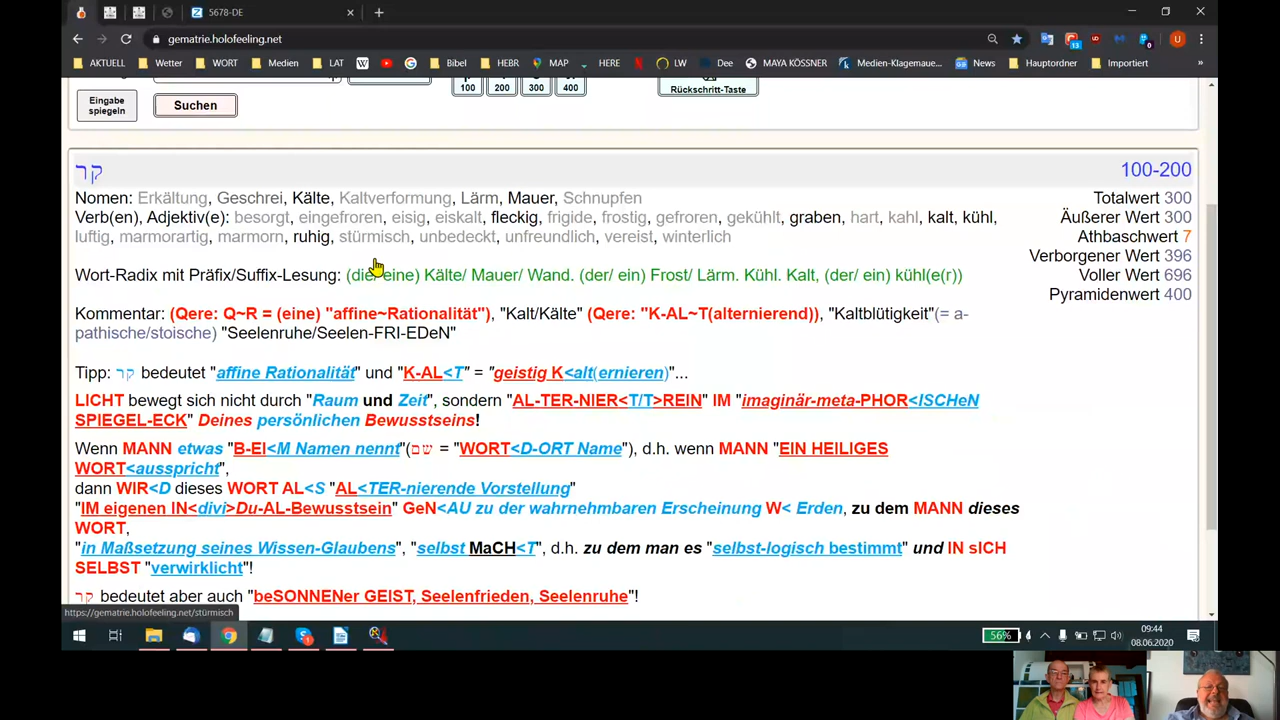 5678-DE
gematrie.holofeeling.net
AKTUELL Wetter WORT Medien LAT Bibel HEBR MAP HERE LW Dee MAYA KÖSSNER Medien-Klagemaue... News Hauptordner Importiert
100 200 300 400 Rückschritt-Taste
Eingabe
spiegeln
Suchen
קר 100-200
Nomen: Erkältung, Geschrei, Kälte, Kaltverformung, Lärm, Mauer, Schnupfen
Totalwert 300
Verb(en), Adjektiv(e): besorgt, eingefroren, eisig, eiskalt, fleckig, frigide, frostig, gefroren, gekühlt, graben, hart, kahl, kalt, kühl,
Äußerer Wert 300
luftig, marmorartig, marmorn, ruhig, stürmisch, unbedeckt, unfreundlich, vereist, winterlich
Athbaschwert 7
Verborgener Wert 396
Wort-Radix mit Präfix/Suffix-Lesung: (die/ eine) Kälte/ Mauer/ Wand. (der/ ein) Frost/ Lärm. Kühl. Kalt, (der/ ein) kühl(e(r))
Voller Wert 696
Pyramidenwert 400
Kommentar: (Qere: Q~R = (eine) "affine~Rationalität"), "Kalt/Kälte" (Qere: "K-AL~T(alternierend)), "Kaltblütigkeit"(= a-
pathische/stoische) "Seelenruhe/Seelen-FRI-EDeN"
Tipp: קר bedeutet "affine Rationalität" und "K-AL<T" = "geistig K<alt(ernieren)"...
LICHT bewegt sich nicht durch "Raum und Zeit", sondern "AL-TER-NIER<T/T>REIN" IM "imaginär-meta-PHOR<ISCHeN
SPIEGEL-ECK" Deines persönlichen Bewusstseins!
Wenn MANN etwas "B-EI<M Namen nennt"(שם = "WORT<D-ORT Name"), d.h. wenn MANN "EIN HEILIGES
WORT<ausspricht",
dann WIR<D dieses WORT AL<S "AL<TER-nierende Vorstellung"
"IM eigenen IN<divi>Du-AL-Bewusstsein" GeN<AU zu der wahrnehmbaren Erscheinung W< Erden, zu dem MANN dieses
WORT,
"in Maßsetzung seines Wissen-Glaubens", "selbst MaCH<T", d.h. zu dem man es "selbst-logisch bestimmt" und IN sICH
SELBST "verwirklicht"!
קר bedeutet aber auch "beSONNENer GEIST, Seelenfrieden, Seelenruhe"!
https://gematrie.holofeeling.net/stürmisch
56%
09:44
08.06.2020